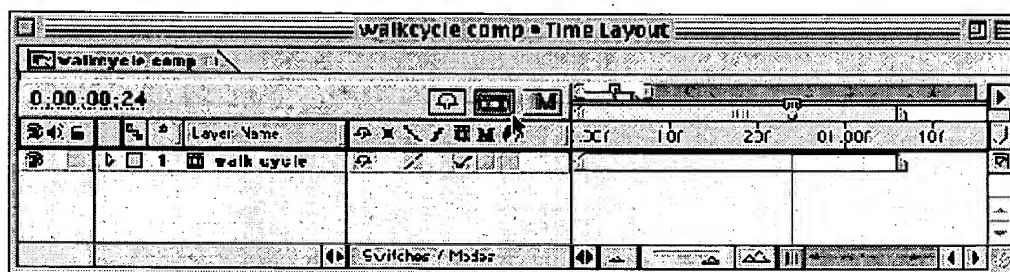 walkcycle comp • Time Layout
walkcycle comp
0:00:00:24
M
Layer Name
:00f 10f 20f 01:00f 10f
1 walk cycle
Switches / Modes